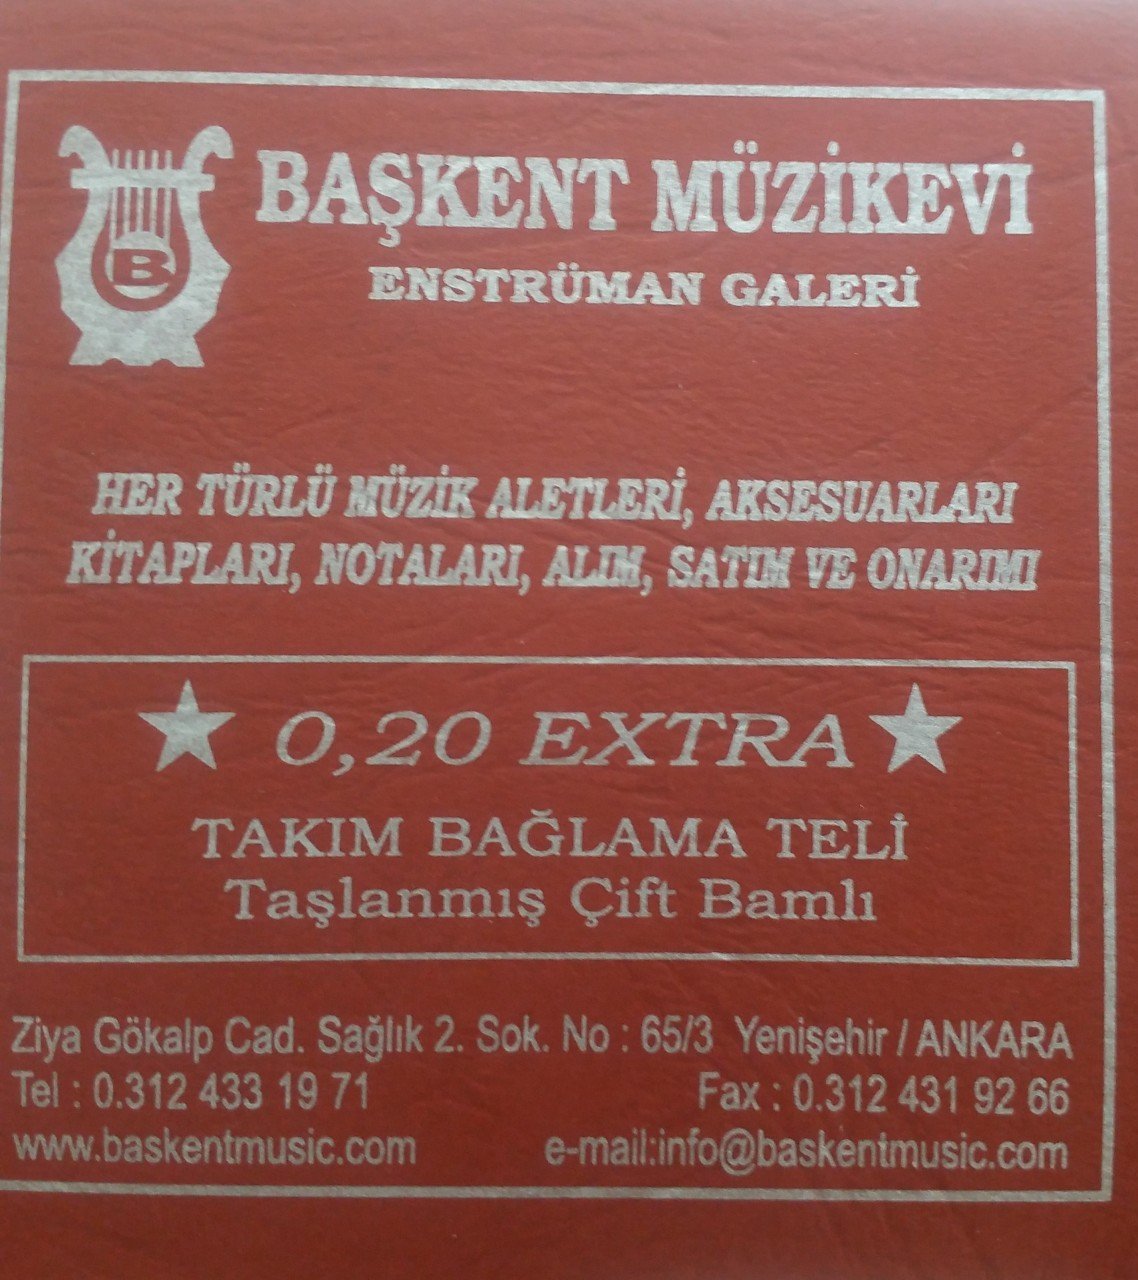 B
BAŞKENT MÜZİKEVİ
ENSTRÜMAN GALERİ
HER TÜRLÜ MÜZİK ALETLERİ, AKSESUARLARI
KİTAPLARI, NOTALARI, ALIM, SATIM VE ONARIMI
0,20 EXTRA
TAKIM BAĞLAMA TELİ
Taşlanmış Çift Bamlı
Ziya Gökalp Cad. Sağlık 2. Sok. No : 65/3 Yenişehir / ANKARA
Tel : 0.312 433 19 71 Fax : 0.312 431 92 66
www.baskentmusic.com e-mail:info@baskentmusic.com